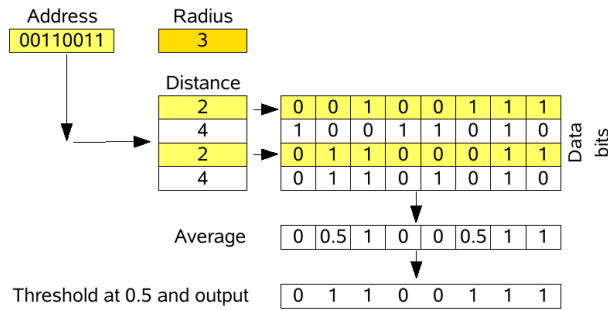 Address Radius
00110011 3
Distance
2 0 0 1 0 0 1 1 1
4 1 0 0 1 1 0 1 0
2 0 1 1 0 0 0 1 1
4 0 1 1 0 1 0 1 0
Data
bits
Average 0 0.5 1 0 0 0.5 1 1
Threshold at 0.5 and output 0 1 1 0 0 1 1 1